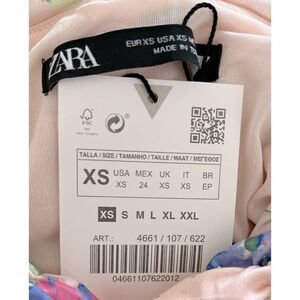 ZARA
EUR XS USA XS M
MADE IN T
FSC
TALLA / SIZE / TAMANHO / TAILLE / MAAT / ΜΕΓΕΘΟΣ
XS
USA MEX UK IT BR
XS 24 XS XS EP
XS S M L XL XXL
ART.: 4661 / 107 / 622
04661107622012